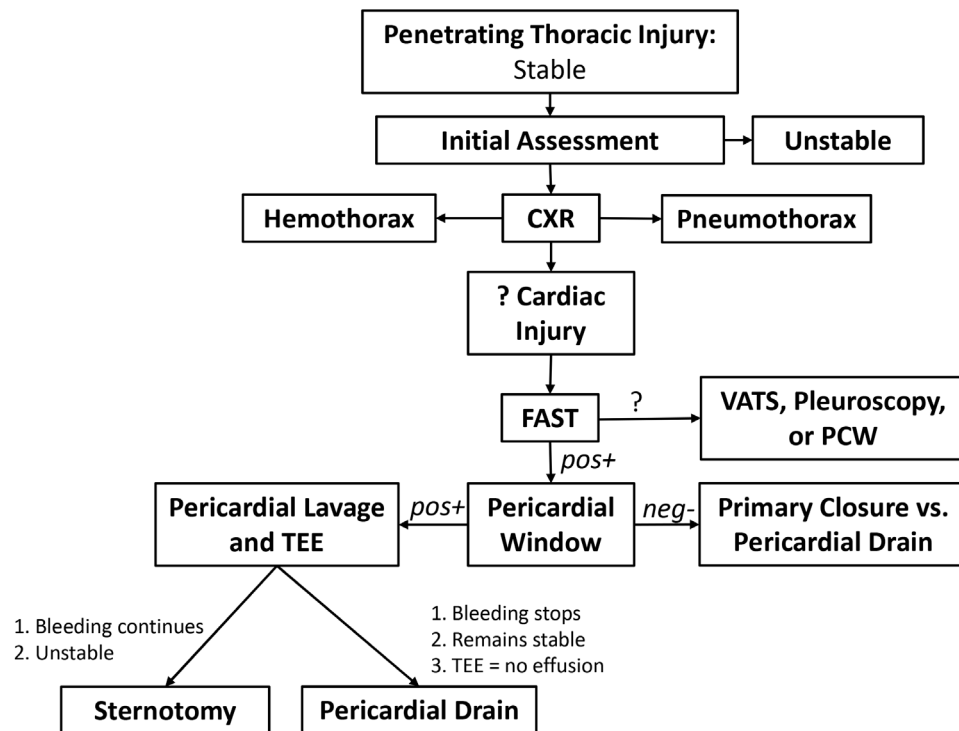 Penetrating Thoracic Injury:
Stable
Initial Assessment
Unstable
Hemothorax
CXR
Pneumothorax
? Cardiac
Injury
FAST
?
VATS, Pleuroscopy,
or PCW
pos+
Pericardial Lavage
and TEE
pos+
Pericardial
Window
neg-
Primary Closure vs.
Pericardial Drain
1. Bleeding continues
2. Unstable
1. Bleeding stops
2. Remains stable
3. TEE = no effusion
Sternotomy
Pericardial Drain